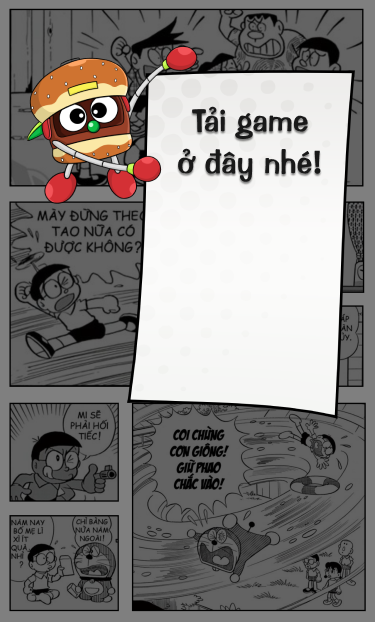 Tải game
ở đây nhé!
MÀY ĐỪNG THEO
TAO NỮA CÓ
ĐƯỢC KHÔNG?
MI SẼ
PHẢI HỐI
TIẾC!
COI CHỪNG
CƠN GIÔNG!
GIỮ PHAO
CHẮC VÀO!
NĂM NAY
BỐ MẸ LÌ
XÌ ÍT
QUÁ
NHỈ
?
CHỈ BẰNG
NỬA NĂM
NGOÁI!